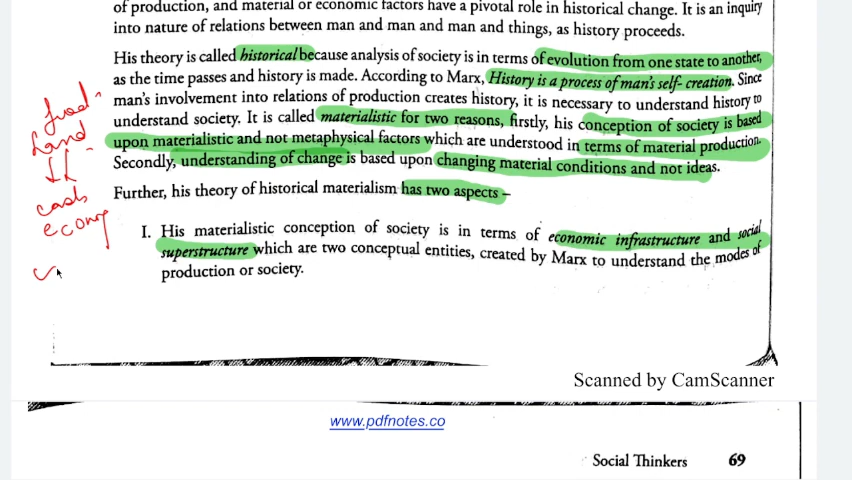 of production, and material or economic factors have a pivotal role in historical change. It is an inquiry
into nature of relations between man and man and man and things, as history proceeds.
His theory is called historical because analysis of society is in terms of evolution from one state to another,
as the time passes and history is made. According to Marx, History is a process of man's self- creation. Since
man's involvement into relations of production creates history, it is necessary to understand history to
understand society. It is called materialistic for two reasons, firstly, his conception of society is based
upon materialistic and not metaphysical factors which are understood in terms of material production.
Secondly, understanding of change is based upon changing material conditions and not ideas.
Further, his theory of historical materialism has two aspects –
I. His materialistic conception of society is in terms of economic infrastructure and social
superstructure which are two conceptual entities, created by Marx to understand the modes of
production or society.
Land
cash
Scanned by CamScanner
www.pdfnotes.co
Social Thinkers 69